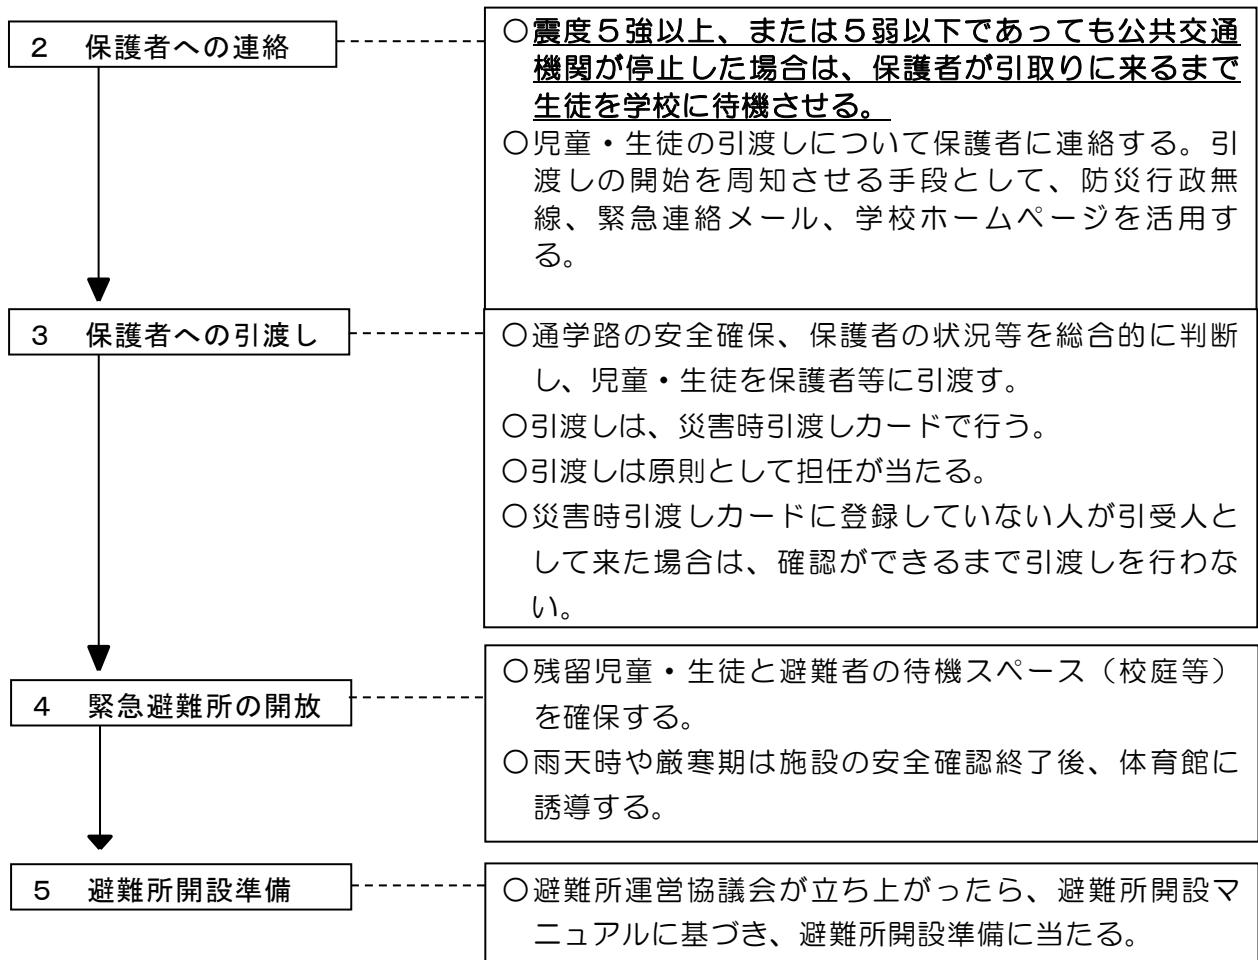 ２　保護者への連絡
○震度５強以上、または５弱以下であっても公共交通
機関が停止した場合は、保護者が引取りに来るまで
生徒を学校に待機させる。
○児童・生徒の引渡しについて保護者に連絡する。引
渡しの開始を周知させる手段として、防災行政無
線、緊急連絡メール、学校ホームページを活用す
る。
３　保護者への引渡し
○通学路の安全確保、保護者の状況等を総合的に判断
し、児童・生徒を保護者等に引渡す。
○引渡しは、災害時引渡しカードで行う。
○引渡しは原則として担任が当たる。
○災害時引渡しカードに登録していない人が引受人と
して来た場合は、確認ができるまで引渡しを行わな
い。
４　緊急避難所の開放
○残留児童・生徒と避難者の待機スペース（校庭等）
を確保する。
○雨天時や厳寒期は施設の安全確認終了後、体育館に
誘導する。
５　避難所開設準備
○避難所運営協議会が立ち上がったら、避難所開設マ
ニュアルに基づき、避難所開設準備に当たる。